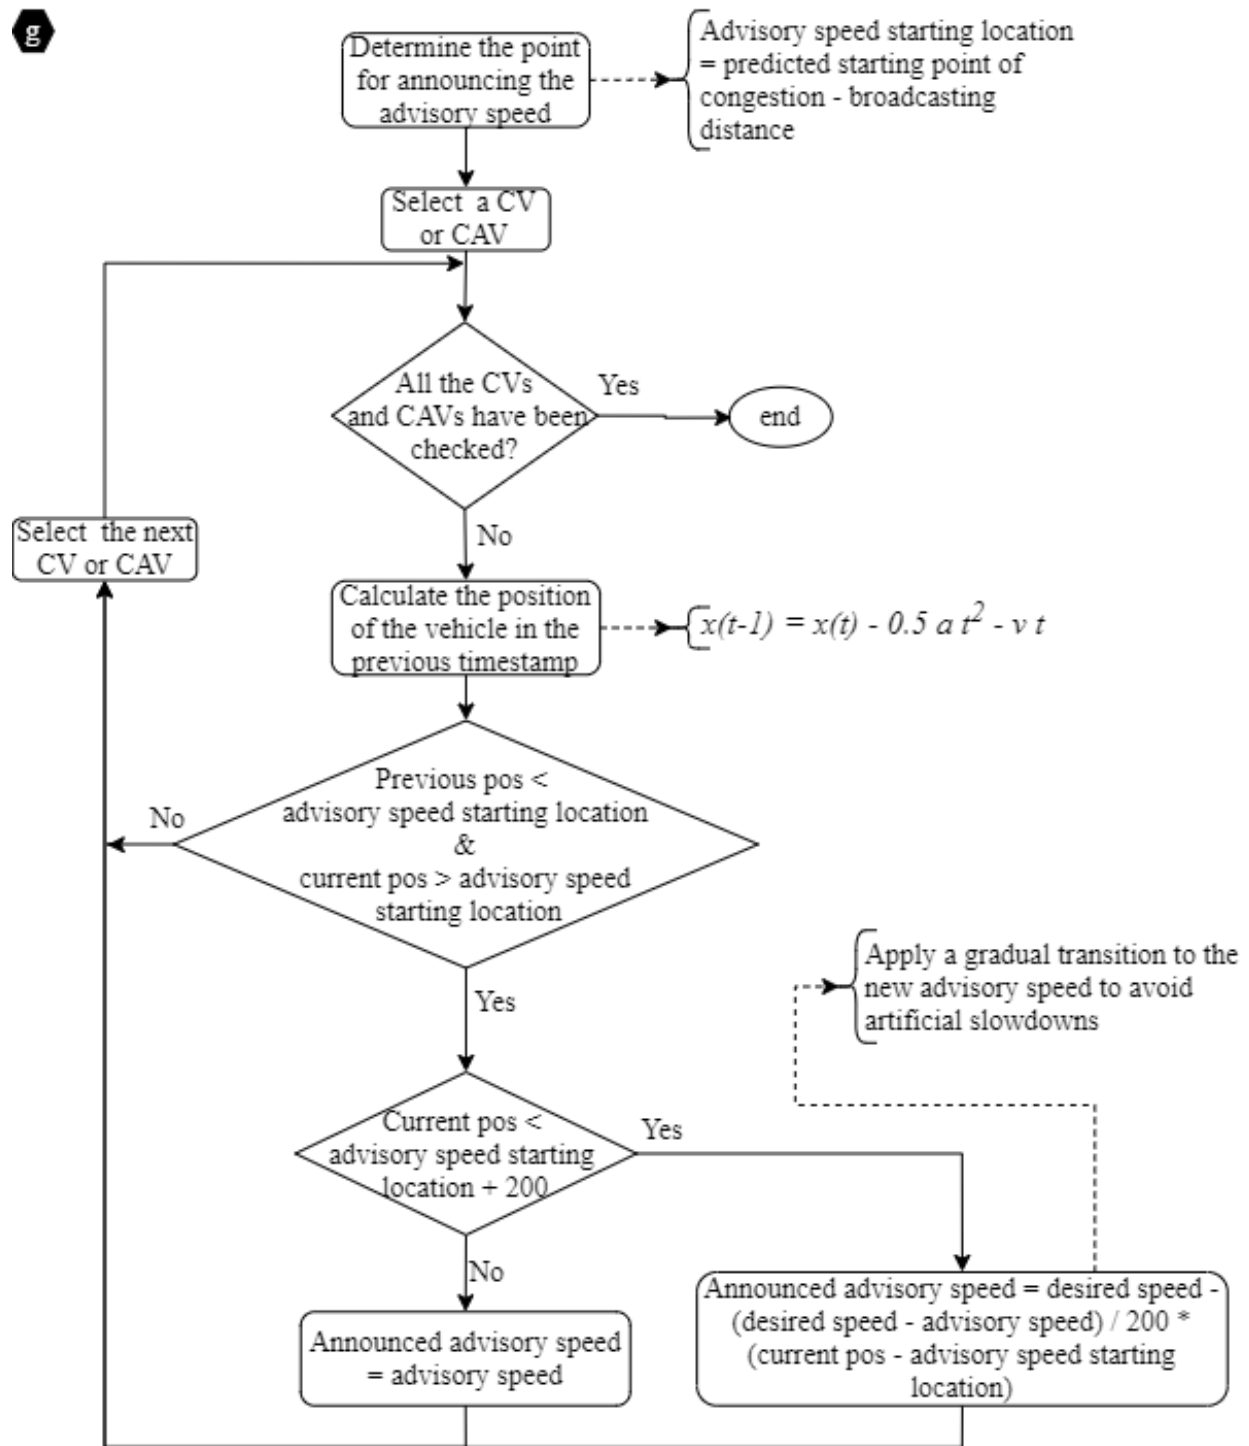 g
Determine the point
for announcing the
advisory speed
Advisory speed starting location
= predicted starting point of
congestion - broadcasting
distance
Select a CV
or CAV
All the CVs
and CAVs have been
checked?
Yes
end
No
Select the next
CV or CAV
Calculate the position
of the vehicle in the
previous timestamp
x(t-1) = x(t) - 0.5 a t² - v t
Previous pos <
advisory speed starting location
&
current pos > advisory speed
starting location
No
Yes
Apply a gradual transition to the
new advisory speed to avoid
artificial slowdowns
Current pos <
advisory speed starting
location + 200
Yes
No
Announced advisory speed
= advisory speed
Announced advisory speed = desired speed -
(desired speed - advisory speed) / 200 *
(current pos - advisory speed starting
location)